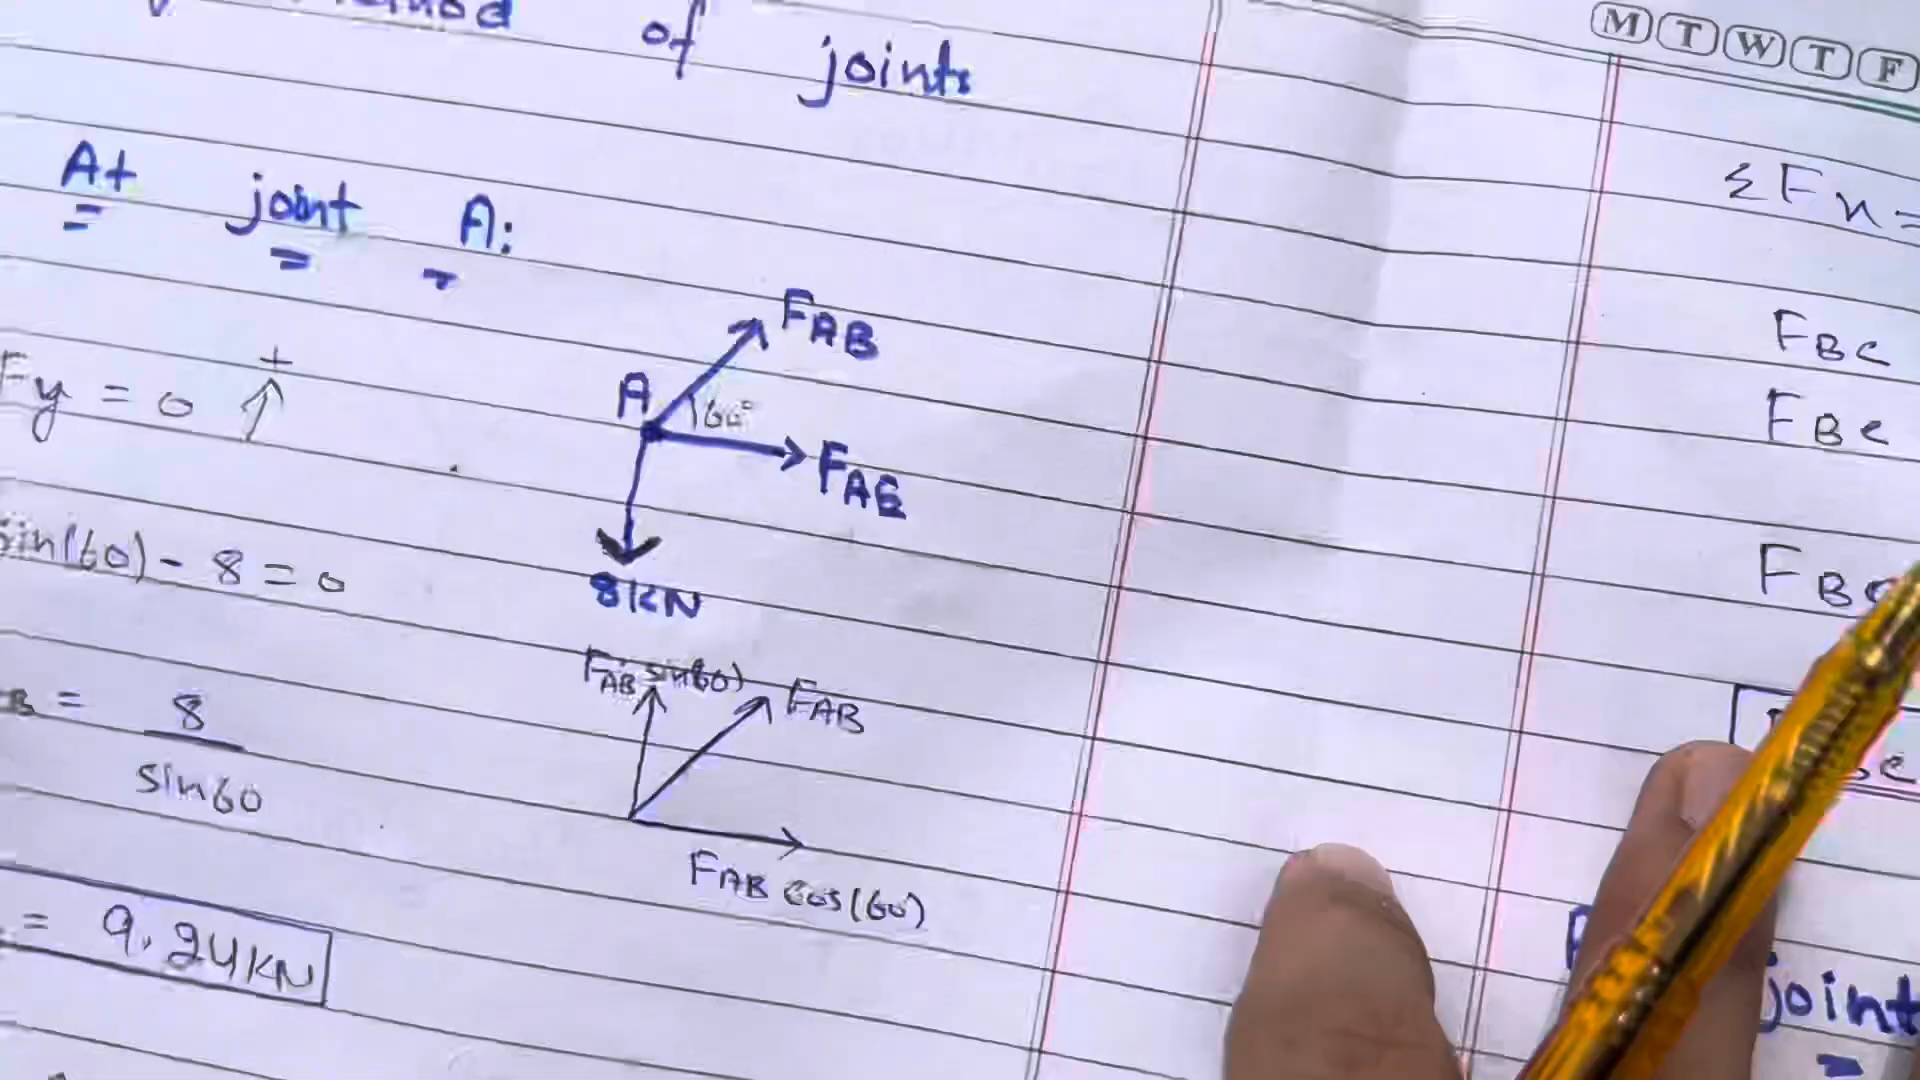 of joints
At joint A:
FAB
A
60°
FAE
8KN
Fy = 0 +
sin(60) - 8 = 0
FAB sin(60)
FAB
FAB cos(60)
B = 8
sin60
= 9.24KN
M T W T F
ΣFx =
FBC
FBC
FBC
joint